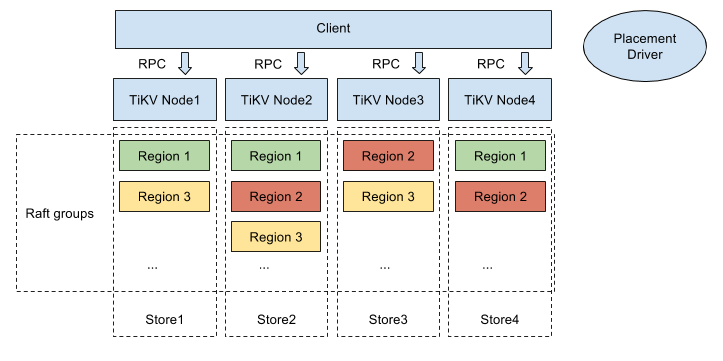 Client
Placement
Driver
RPC
RPC
RPC
RPC
TiKV Node1
TiKV Node2
TiKV Node3
TiKV Node4
Region 1
Region 1
Region 2
Region 1
Region 3
Region 2
Region 3
Region 2
Raft groups
Region 3
...
...
...
...
Store1
Store2
Store3
Store4